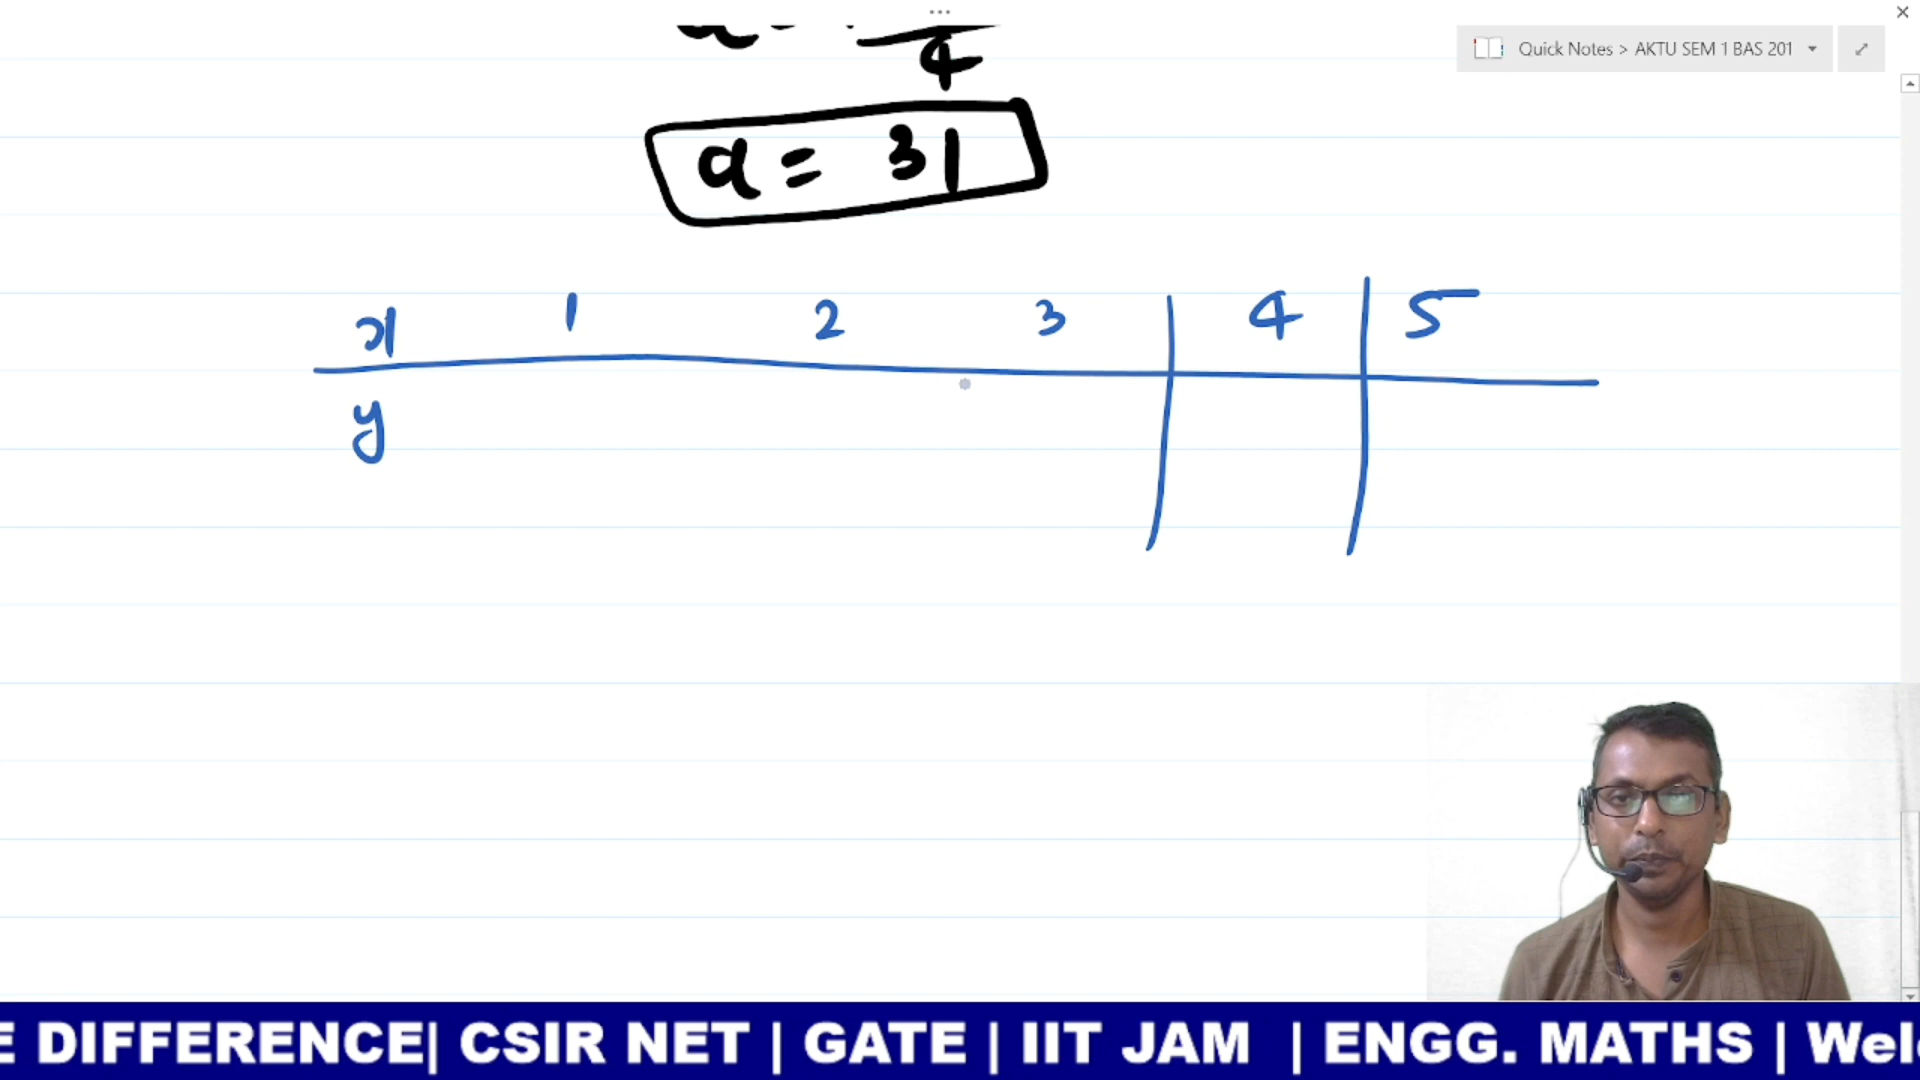 Quick Notes > AKTU SEM 1 BAS 201
4
a = 31
x 1 2 3 4 5
y
E DIFFERENCE| CSIR NET | GATE | IIT JAM | ENGG. MATHS | Wel